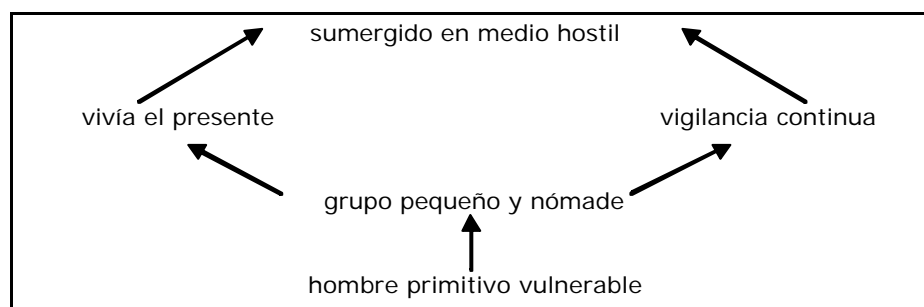 sumergido en medio hostil
vivía el presente vigilancia continua
grupo pequeño y nómade
hombre primitivo vulnerable